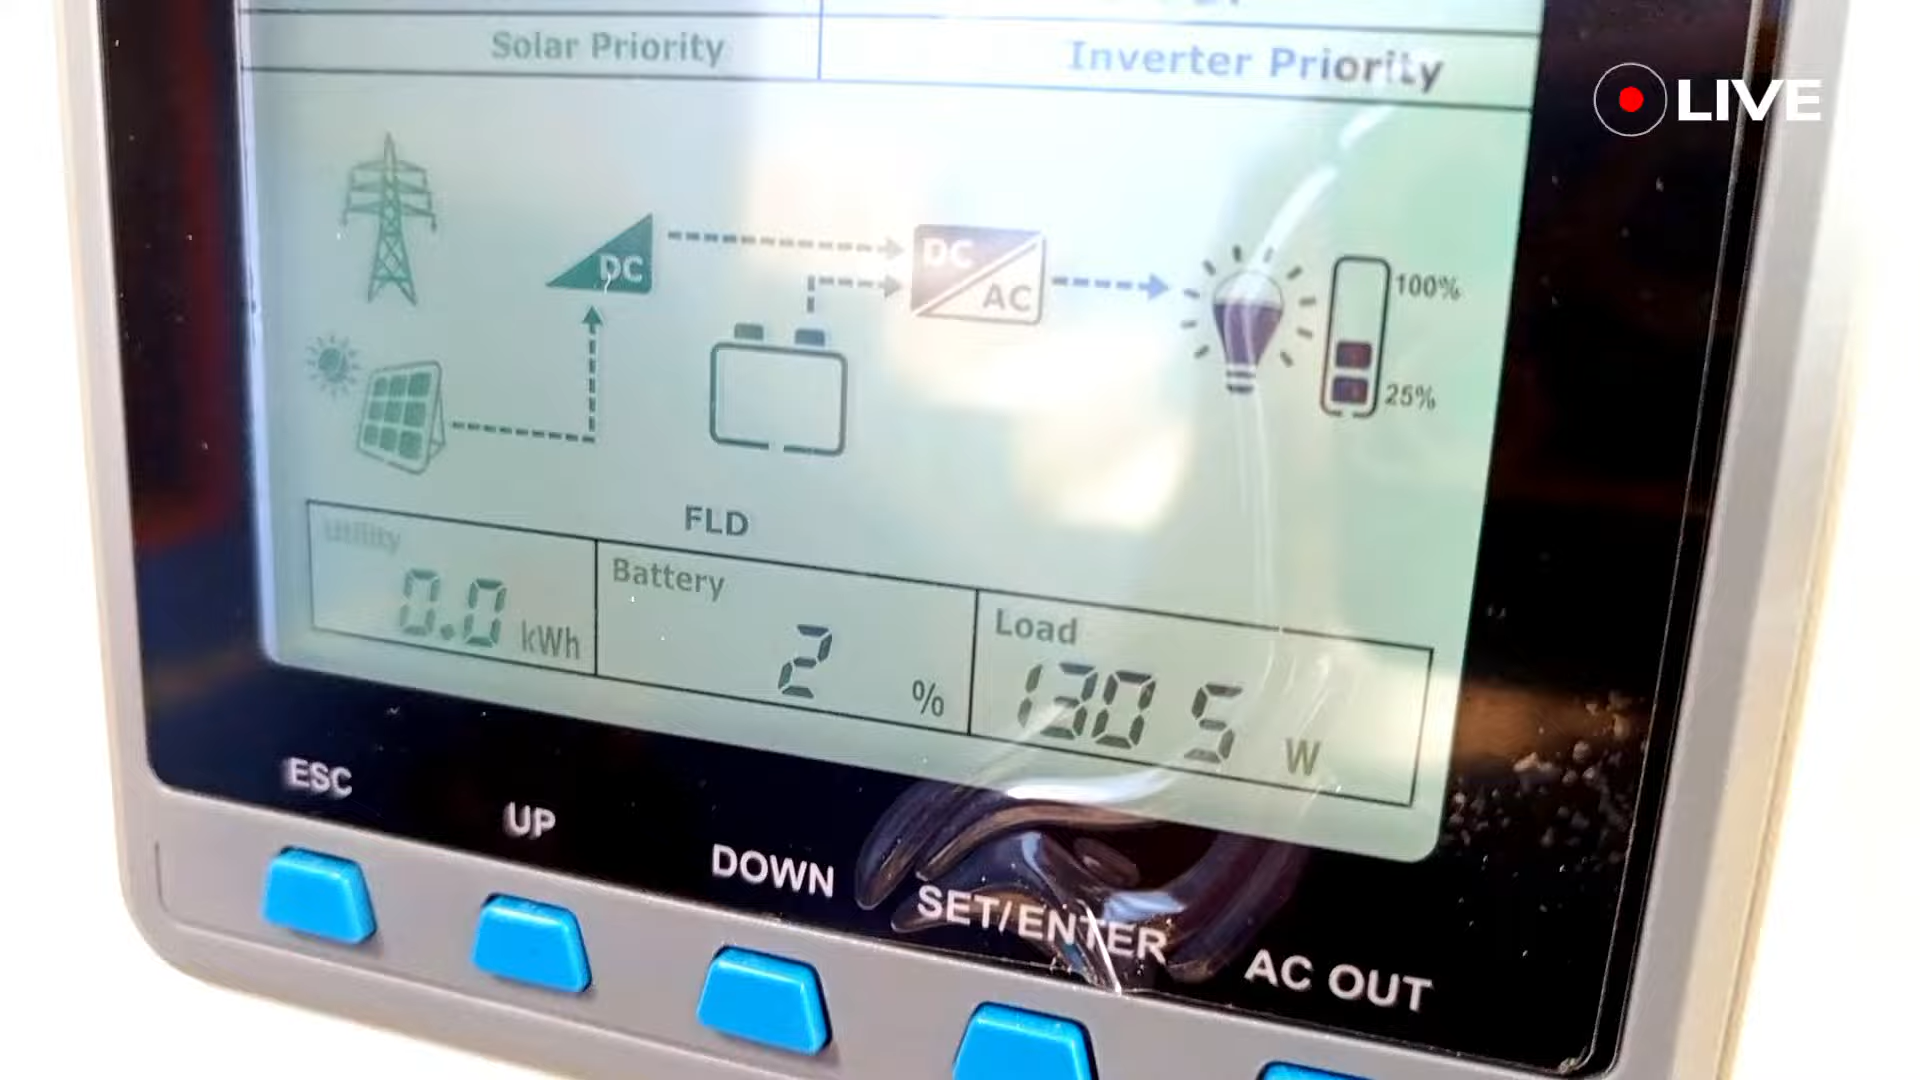 Solar Priority
Inverter Priority
LIVE
DC
DC
AC
100%
25%
FLD
Utility
0.0 kWh
Battery
2 %
Load
1305 W
ESC
UP
DOWN
SET/ENTER
AC OUT